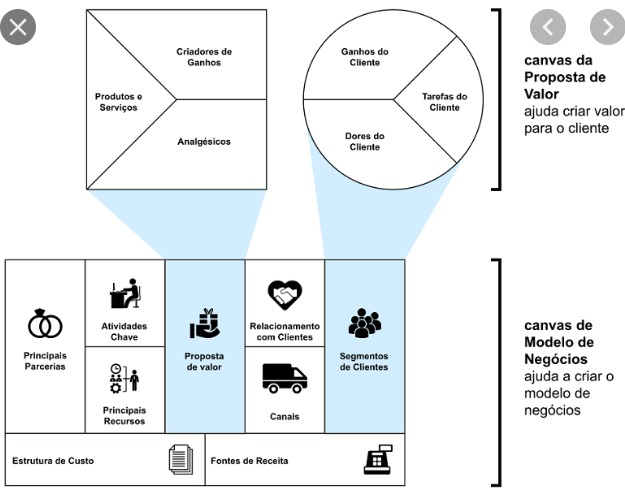 Criadores de
Ganhos
Produtos e
Serviços
Analgésicos
Ganhos do
Cliente
Tarefas do
Cliente
Dores do
Cliente
canvas da
Proposta de
Valor
ajuda criar valor
para o cliente
Principais
Parcerias
Atividades
Chave
Principais
Recursos
Proposta
de valor
Relacionamento
com Clientes
Canais
Segmentos
de Clientes
Estrutura de Custo
Fontes de Receita
canvas de
Modelo de
Negócios
ajuda a criar o
modelo de
negócios